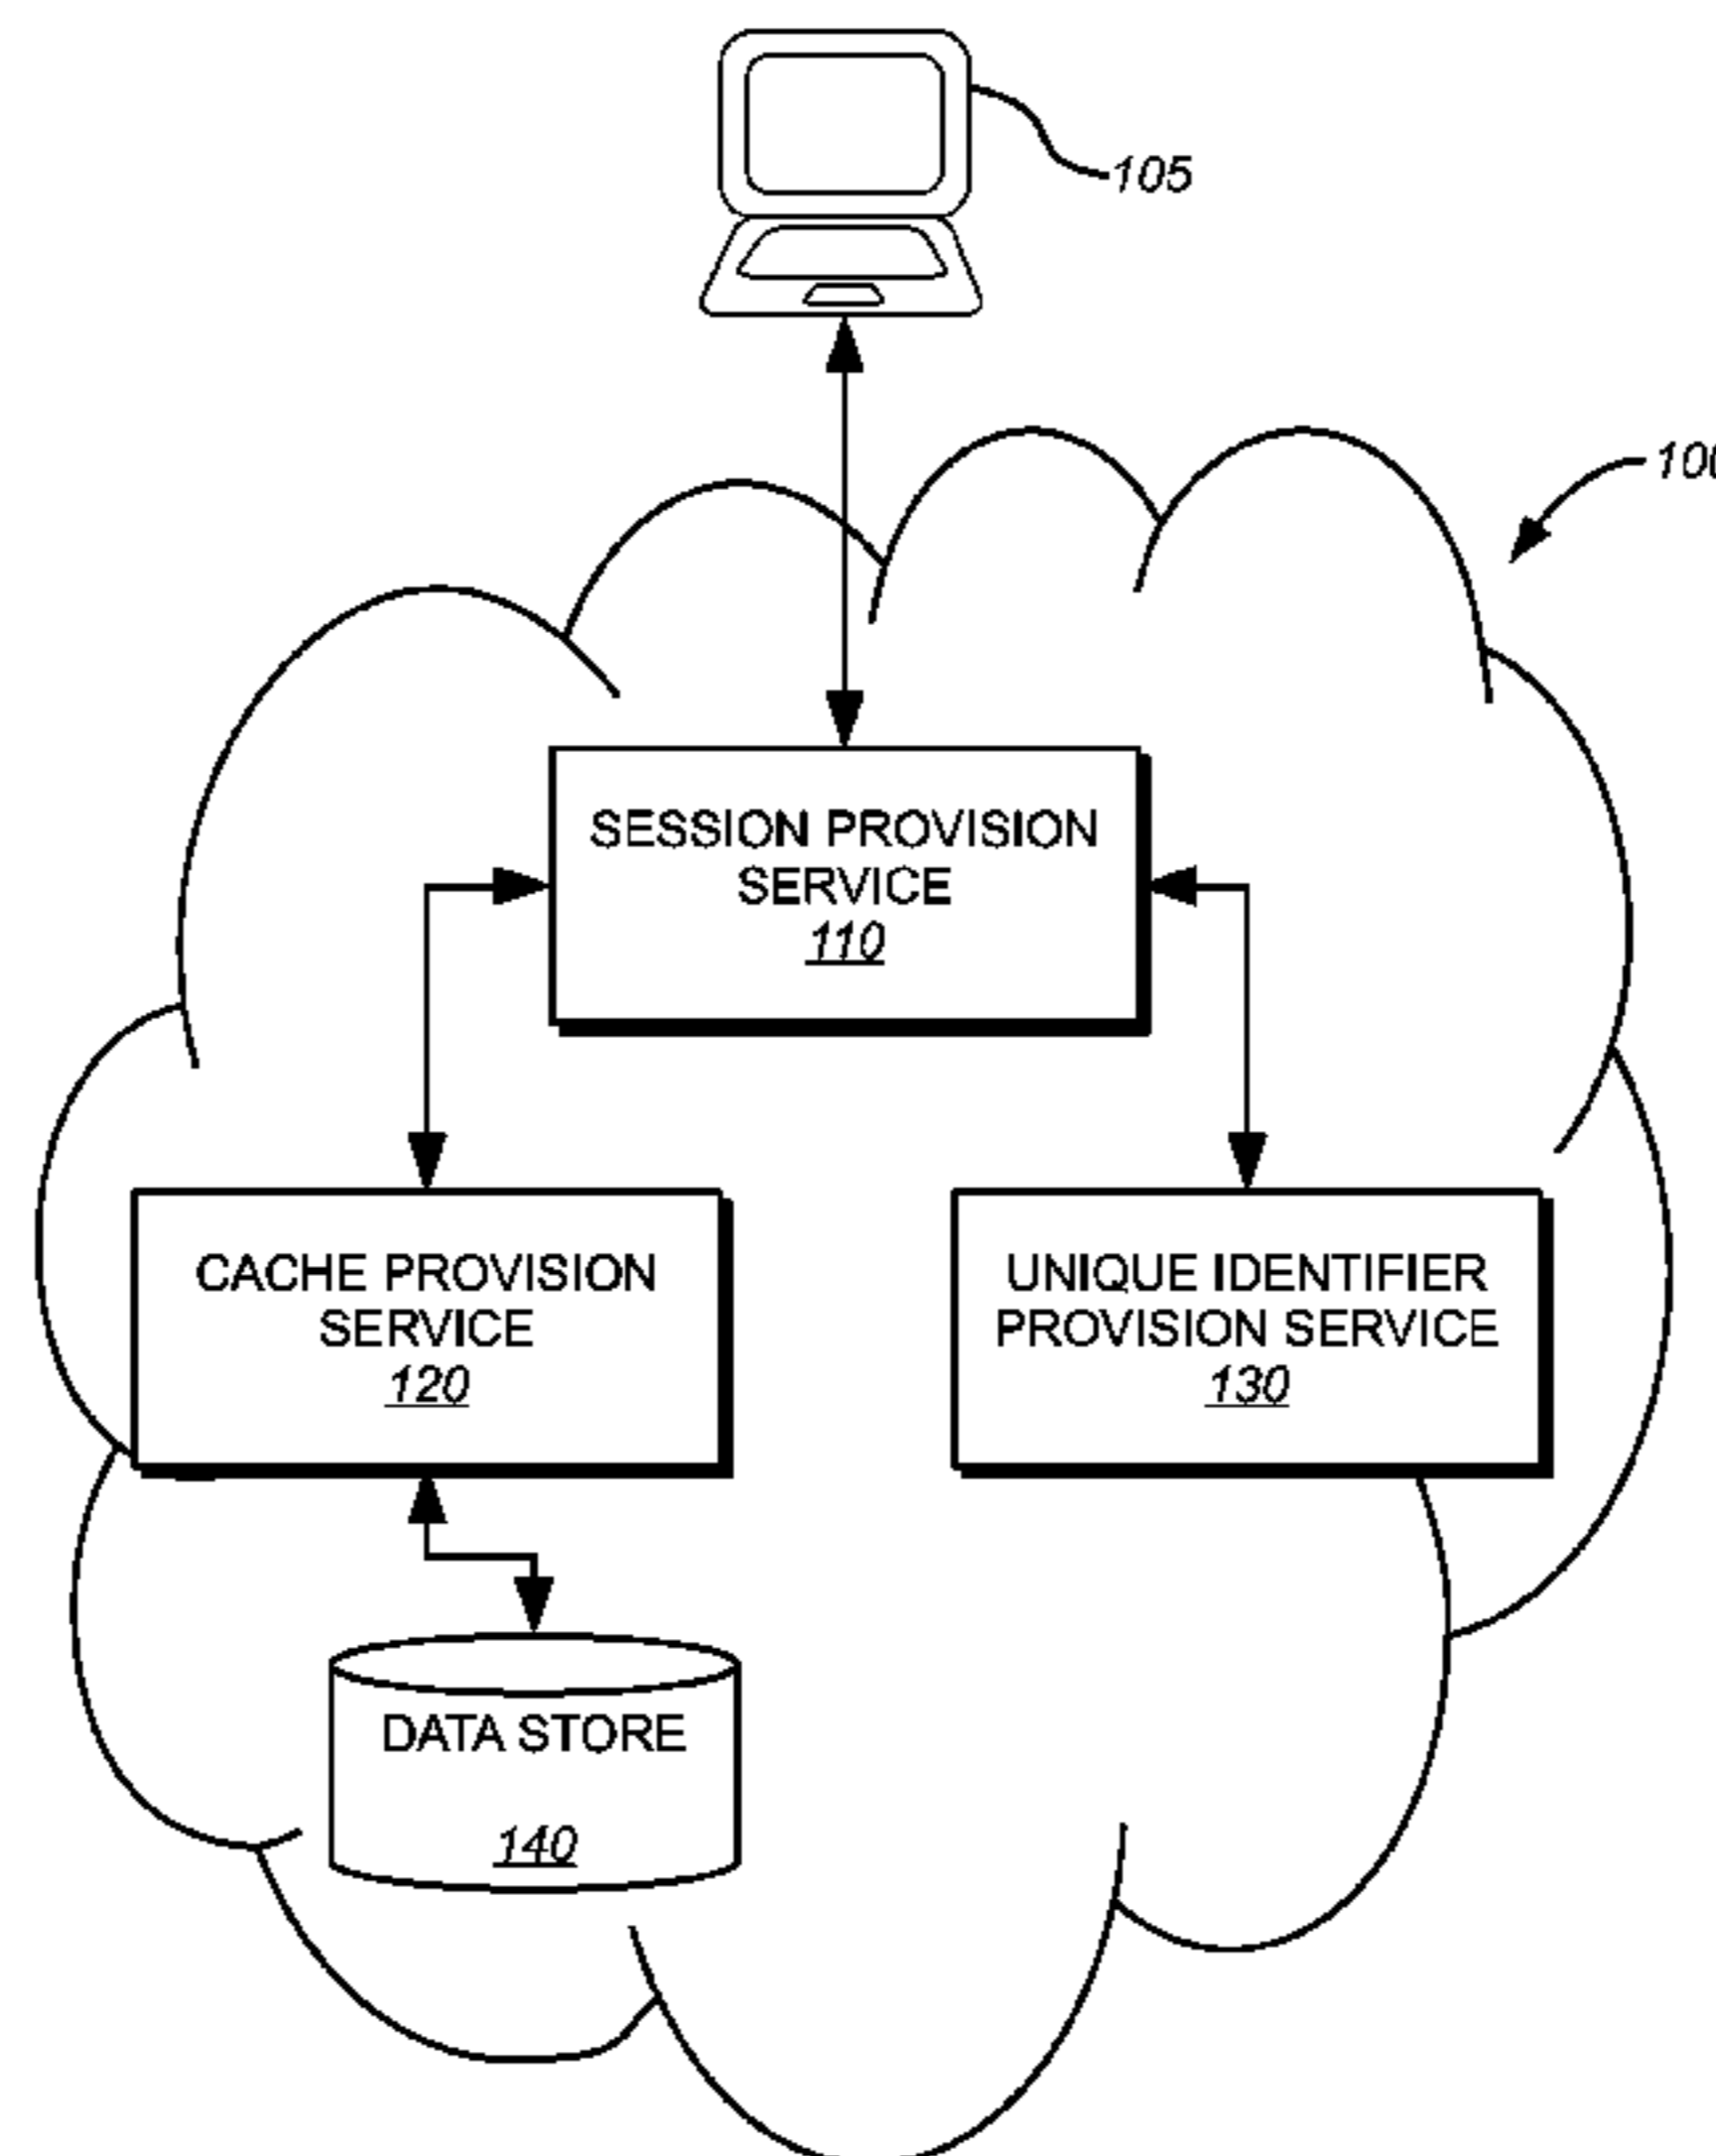 105
100
SESSION PROVISION
SERVICE
110
CACHE PROVISION
SERVICE
120
UNIQUE IDENTIFIER
PROVISION SERVICE
130
DATA STORE
140